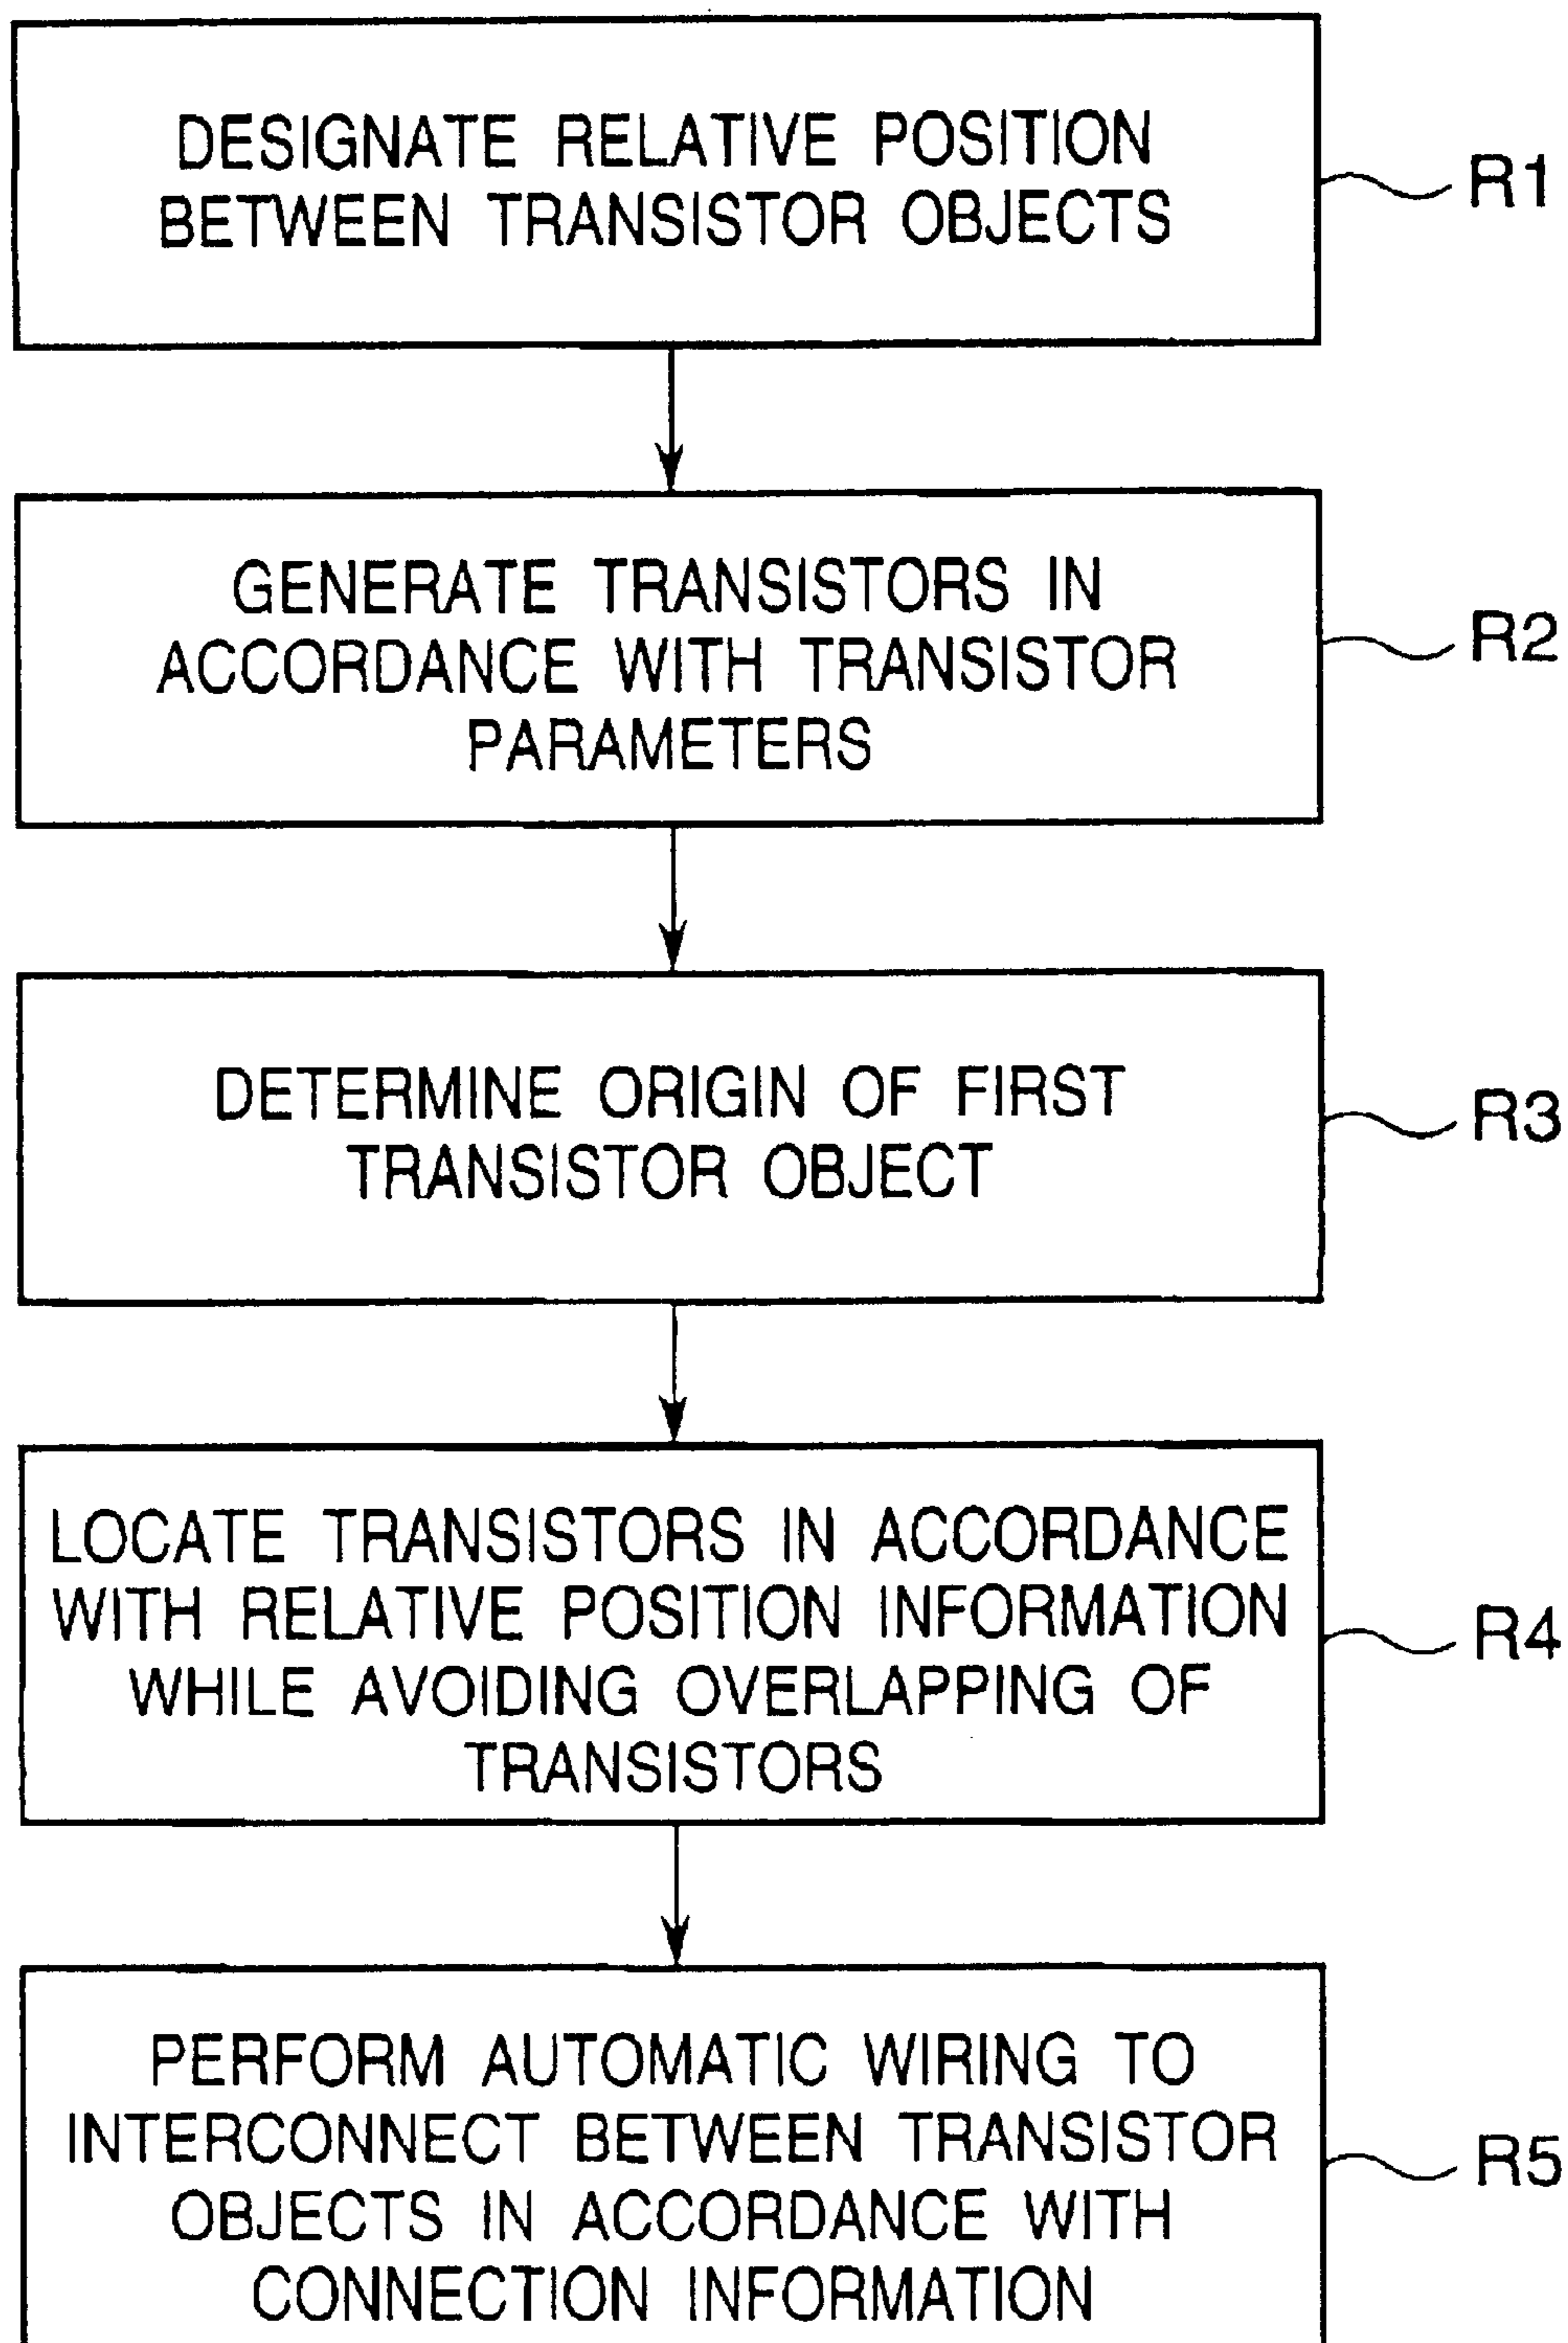 DESIGNATE RELATIVE POSITION
BETWEEN TRANSISTOR OBJECTS
R1
GENERATE TRANSISTORS IN
ACCORDANCE WITH TRANSISTOR
PARAMETERS
R2
DETERMINE ORIGIN OF FIRST
TRANSISTOR OBJECT
R3
LOCATE TRANSISTORS IN ACCORDANCE
WITH RELATIVE POSITION INFORMATION
WHILE AVOIDING OVERLAPPING OF
TRANSISTORS
R4
PERFORM AUTOMATIC WIRING TO
INTERCONNECT BETWEEN TRANSISTOR
OBJECTS IN ACCORDANCE WITH
CONNECTION INFORMATION
R5